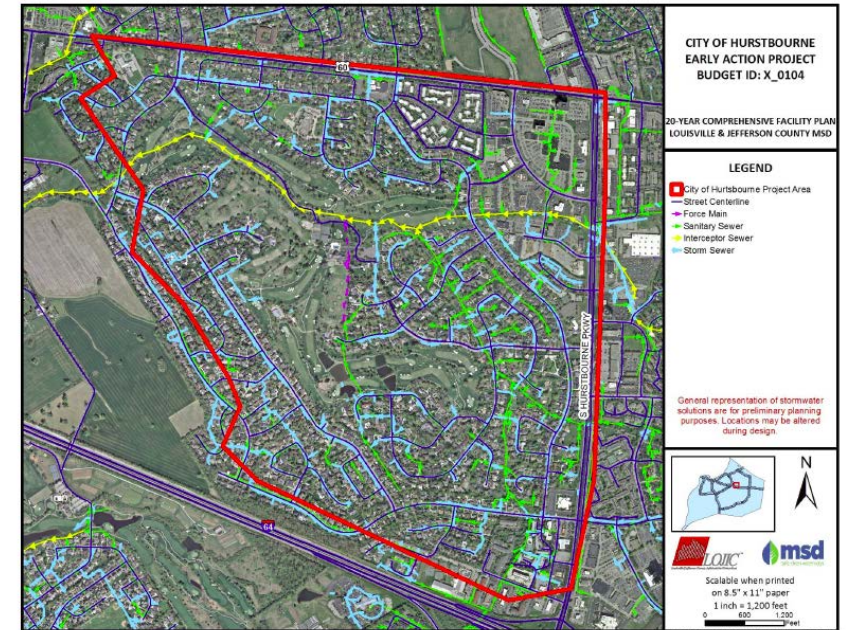 60
S HURSTBOURNE PKWY
64
CITY OF HURSTBOURNE
EARLY ACTION PROJECT
BUDGET ID: X_0104
20-YEAR COMPREHENSIVE FACILITY PLAN
LOUISVILLE & JEFFERSON COUNTY MSD
LEGEND
City of Hurtsbourne Project Area
Street Centerline
Force Main
Sanitary Sewer
Interceptor Sewer
Storm Sewer
General representation of stormwater
solutions are for preliminary planning
purposes. Locations may be altered
during design.
N
LOJIC
msd
Scalable when printed
on 8.5" x 11" paper
1 inch = 1,200 feet
0 600 1,200
Feet